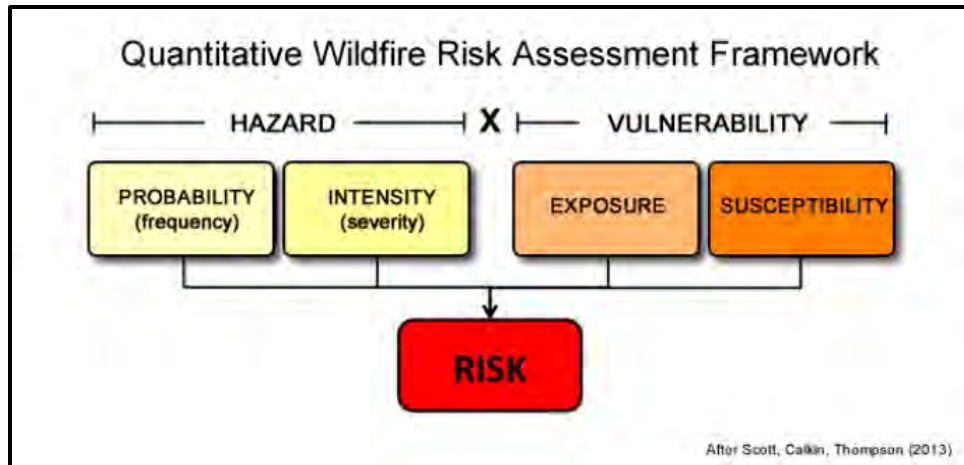 Quantitative Wildfire Risk Assessment Framework
HAZARD X VULNERABILITY
PROBABILITY
(frequency)
INTENSITY
(severity)
EXPOSURE
SUSCEPTIBILITY
RISK
After Scott, Calkin, Thompson (2013)